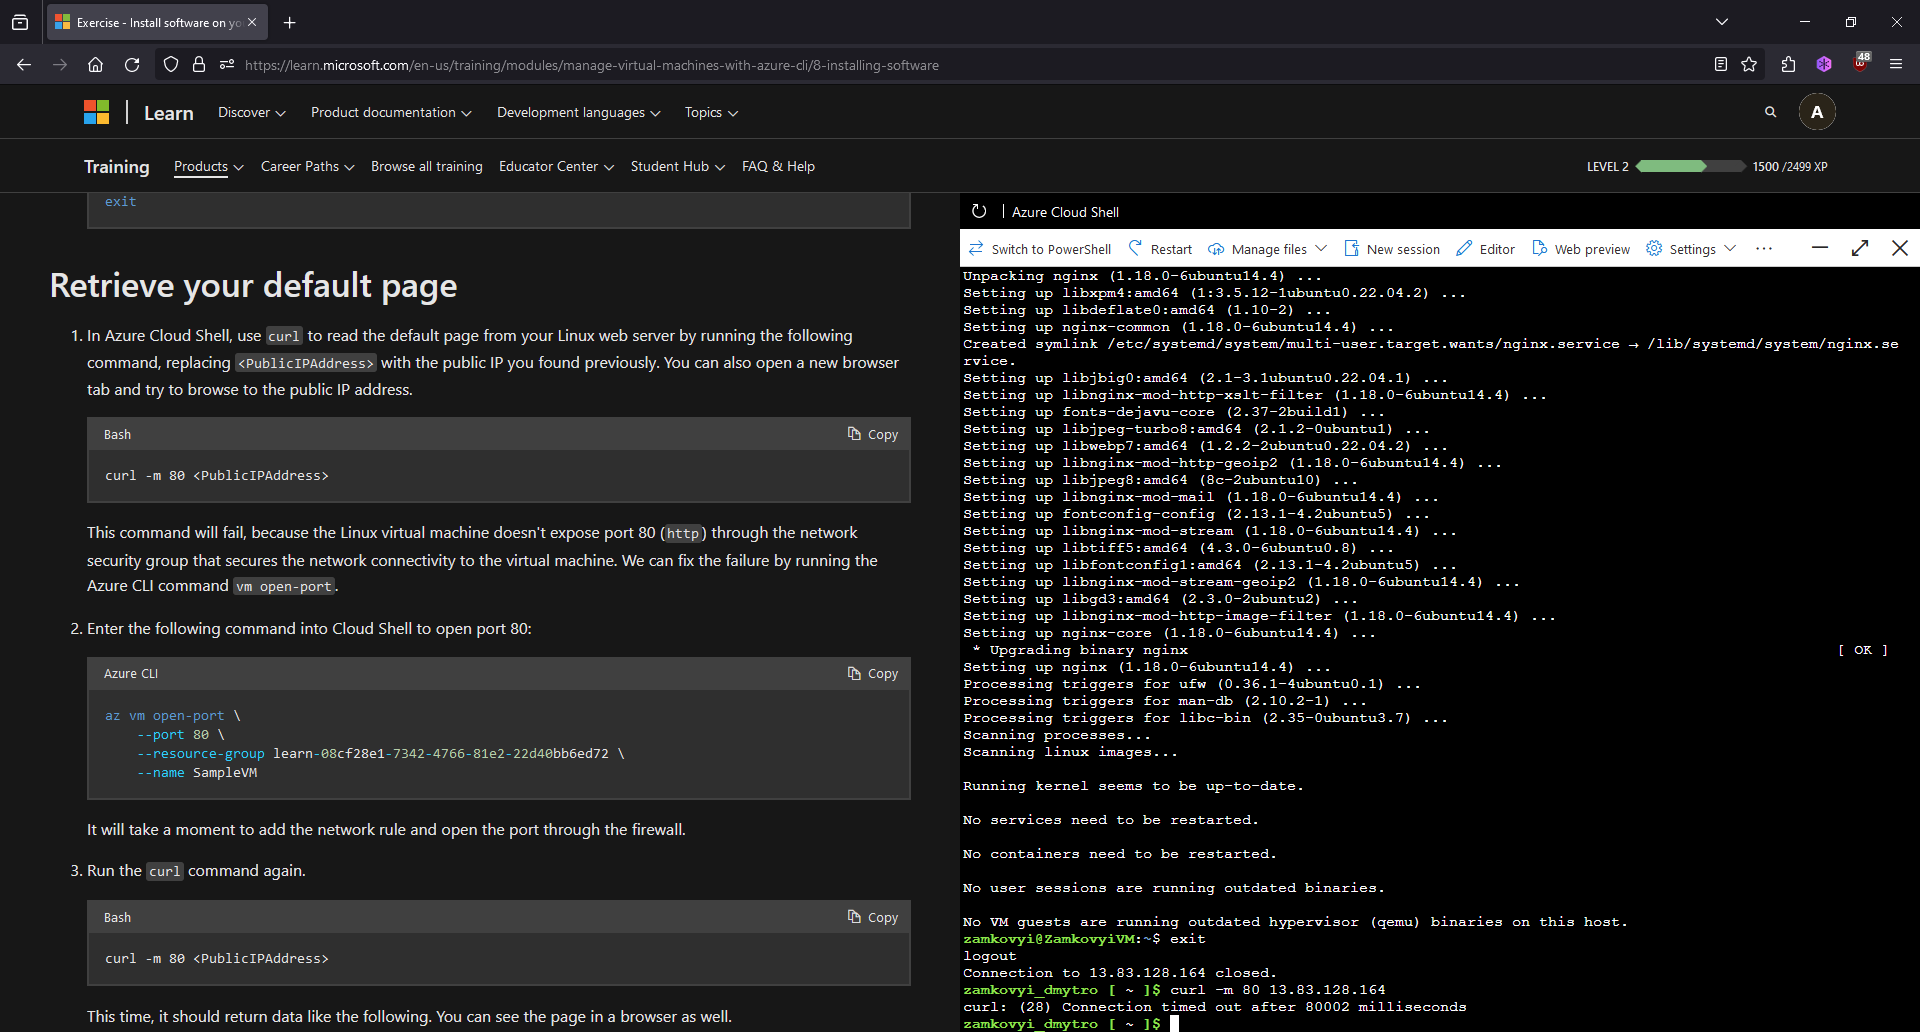 Exercise - Install software on yo
https://learn.microsoft.com/en-us/training/modules/manage-virtual-machines-with-azure-cli/8-installing-software
48
Learn
Discover
Product documentation
Development languages
Topics
A
Training
Products
Career Paths
Browse all training
Educator Center
Student Hub
FAQ & Help
LEVEL 2
1500 /2499 XP
exit
Retrieve your default page
1. In Azure Cloud Shell, use curl to read the default page from your Linux web server by running the following
command, replacing <PublicIPAddress> with the public IP you found previously. You can also open a new browser
tab and try to browse to the public IP address.
Bash
Copy
curl -m 80 <PublicIPAddress>
This command will fail, because the Linux virtual machine doesn't expose port 80 (http) through the network
security group that secures the network connectivity to the virtual machine. We can fix the failure by running the
Azure CLI command vm open-port.
2. Enter the following command into Cloud Shell to open port 80:
Azure CLI
Copy
az vm open-port \
--port 80 \
--resource-group learn-08cf28e1-7342-4766-81e2-22d40bb6ed72 \
--name SampleVM
It will take a moment to add the network rule and open the port through the firewall.
3. Run the curl command again.
Bash
Copy
curl -m 80 <PublicIPAddress>
This time, it should return data like the following. You can see the page in a browser as well.
Azure Cloud Shell
Switch to PowerShell
Restart
Manage files
New session
Editor
Web preview
Settings
Unpacking nginx (1.18.0-6ubuntu14.4) ...
Setting up libxpm4:amd64 (1:3.5.12-1ubuntu0.22.04.2) ...
Setting up libdeflate0:amd64 (1.10-2) ...
Setting up nginx-common (1.18.0-6ubuntu14.4) ...
Created symlink /etc/systemd/system/multi-user.target.wants/nginx.service → /lib/systemd/system/nginx.se
rvice.
Setting up libjbig0:amd64 (2.1-3.1ubuntu0.22.04.1) ...
Setting up libnginx-mod-http-xslt-filter (1.18.0-6ubuntu14.4) ...
Setting up fonts-dejavu-core (2.37-2build1) ...
Setting up libjpeg-turbo8:amd64 (2.1.2-0ubuntu1) ...
Setting up libwebp7:amd64 (1.2.2-2ubuntu0.22.04.2) ...
Setting up libnginx-mod-http-geoip2 (1.18.0-6ubuntu14.4) ...
Setting up libjpeg8:amd64 (8c-2ubuntu10) ...
Setting up libnginx-mod-mail (1.18.0-6ubuntu14.4) ...
Setting up fontconfig-config (2.13.1-4.2ubuntu5) ...
Setting up libnginx-mod-stream (1.18.0-6ubuntu14.4) ...
Setting up libtiff5:amd64 (4.3.0-6ubuntu0.8) ...
Setting up libfontconfig1:amd64 (2.13.1-4.2ubuntu5) ...
Setting up libnginx-mod-stream-geoip2 (1.18.0-6ubuntu14.4) ...
Setting up libgd3:amd64 (2.3.0-2ubuntu2) ...
Setting up libnginx-mod-http-image-filter (1.18.0-6ubuntu14.4) ...
Setting up nginx-core (1.18.0-6ubuntu14.4) ...
* Upgrading binary nginx [ OK ]
Setting up nginx (1.18.0-6ubuntu14.4) ...
Processing triggers for ufw (0.36.1-4ubuntu0.1) ...
Processing triggers for man-db (2.10.2-1) ...
Processing triggers for libc-bin (2.35-0ubuntu3.7) ...
Scanning processes...
Scanning linux images...
Running kernel seems to be up-to-date.
No services need to be restarted.
No containers need to be restarted.
No user sessions are running outdated binaries.
No VM guests are running outdated hypervisor (qemu) binaries on this host.
zamkovyi@ZamkovyiVM:~$ exit
logout
Connection to 13.83.128.164 closed.
zamkovyi_dmytro [ ~ ]$ curl -m 80 13.83.128.164
curl: (28) Connection timed out after 80002 milliseconds
zamkovyi_dmytro [ ~ ]$